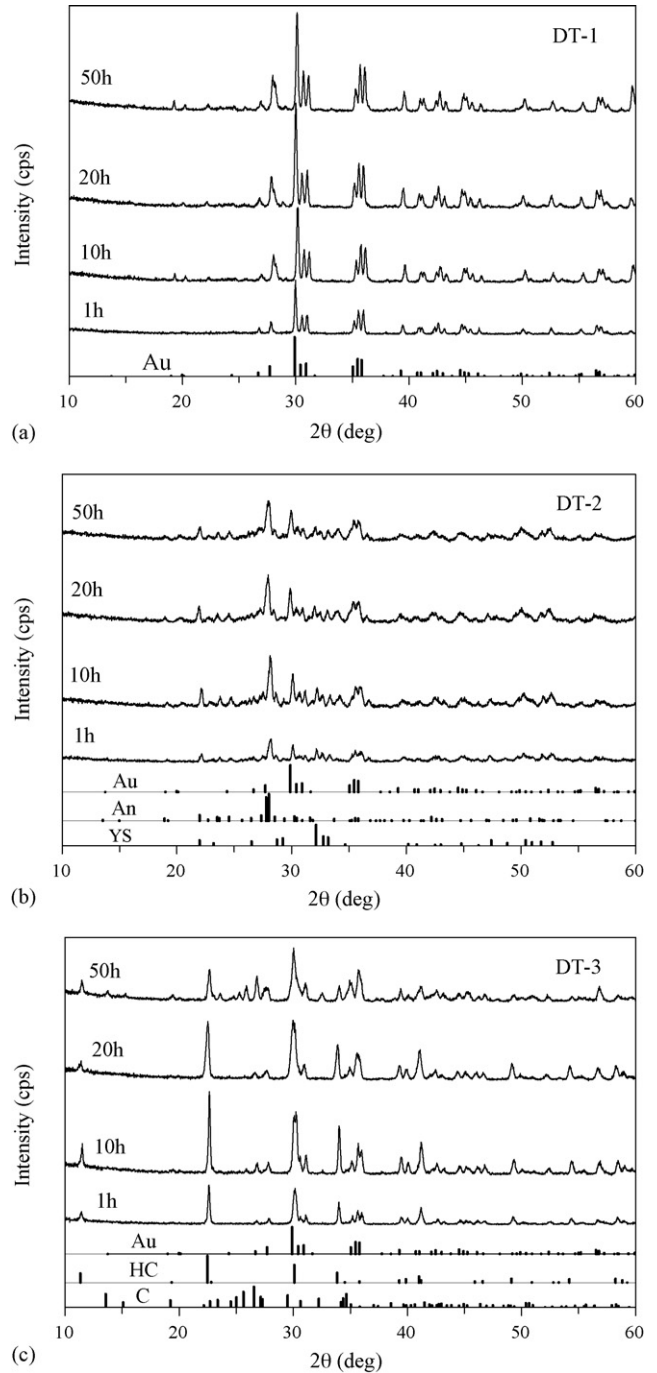 DT-1
50h
20h
10h
1h
Au
Intensity (cps)
10 20 30 40 50 60
2θ (deg)
(a)
DT-2
50h
20h
10h
1h
Au
An
YS
Intensity (cps)
10 20 30 40 50 60
2θ (deg)
(b)
DT-3
50h
20h
10h
1h
Au
HC
C
Intensity (cps)
10 20 30 40 50 60
2θ (deg)
(c)